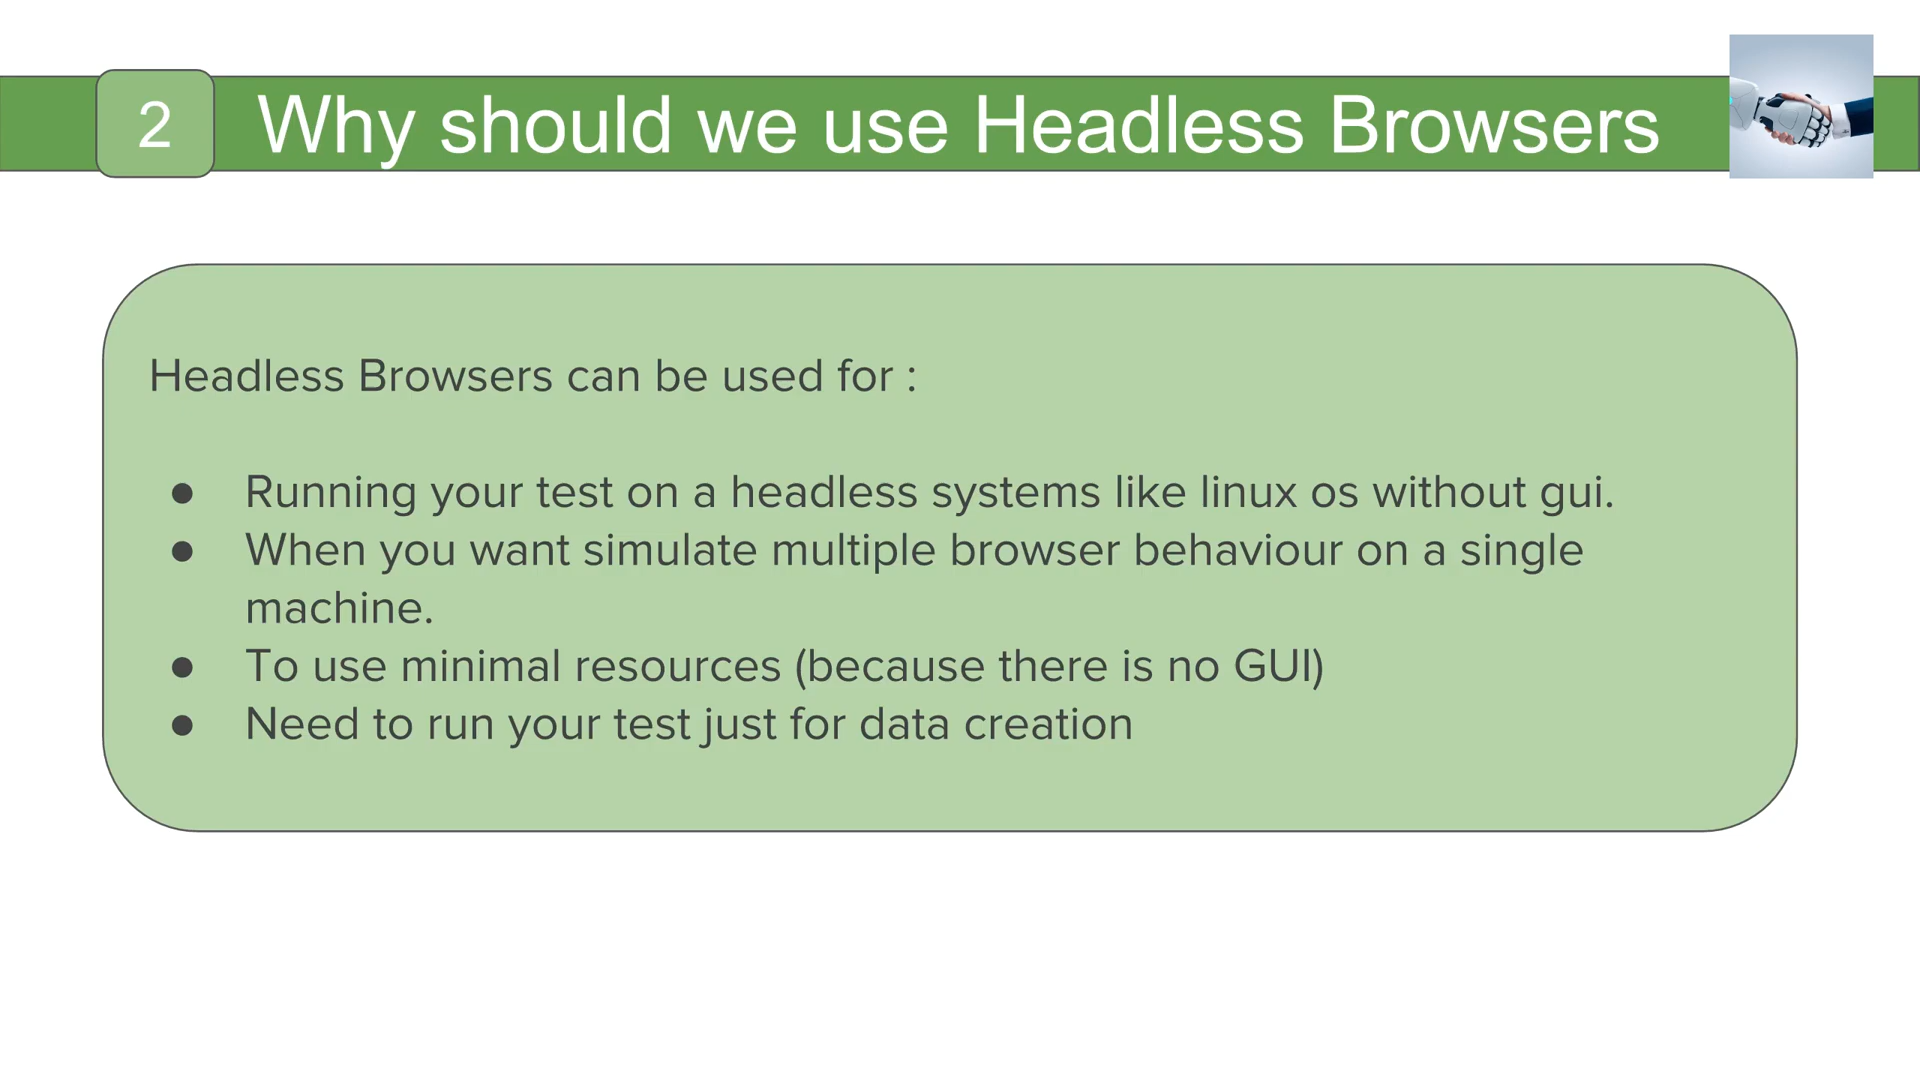 2
Why should we use Headless Browsers
Headless Browsers can be used for :
● Running your test on a headless systems like linux os without gui.
● When you want simulate multiple browser behaviour on a single
machine.
● To use minimal resources (because there is no GUI)
● Need to run your test just for data creation